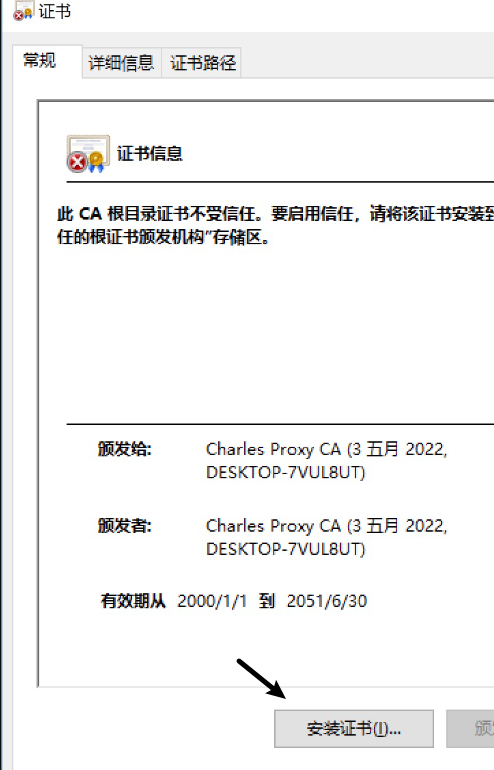 证书
常规
详细信息
证书路径
证书信息
此 CA 根目录证书不受信任。要启用信任，请将该证书安装到
任的根证书颁发机构”存储区。
颁发给:
Charles Proxy CA (3 五月 2022,
DESKTOP-7VUL8UT)
颁发者:
Charles Proxy CA (3 五月 2022,
DESKTOP-7VUL8UT)
有效期从 2000/1/1 到 2051/6/30
安装证书(I)...
颁